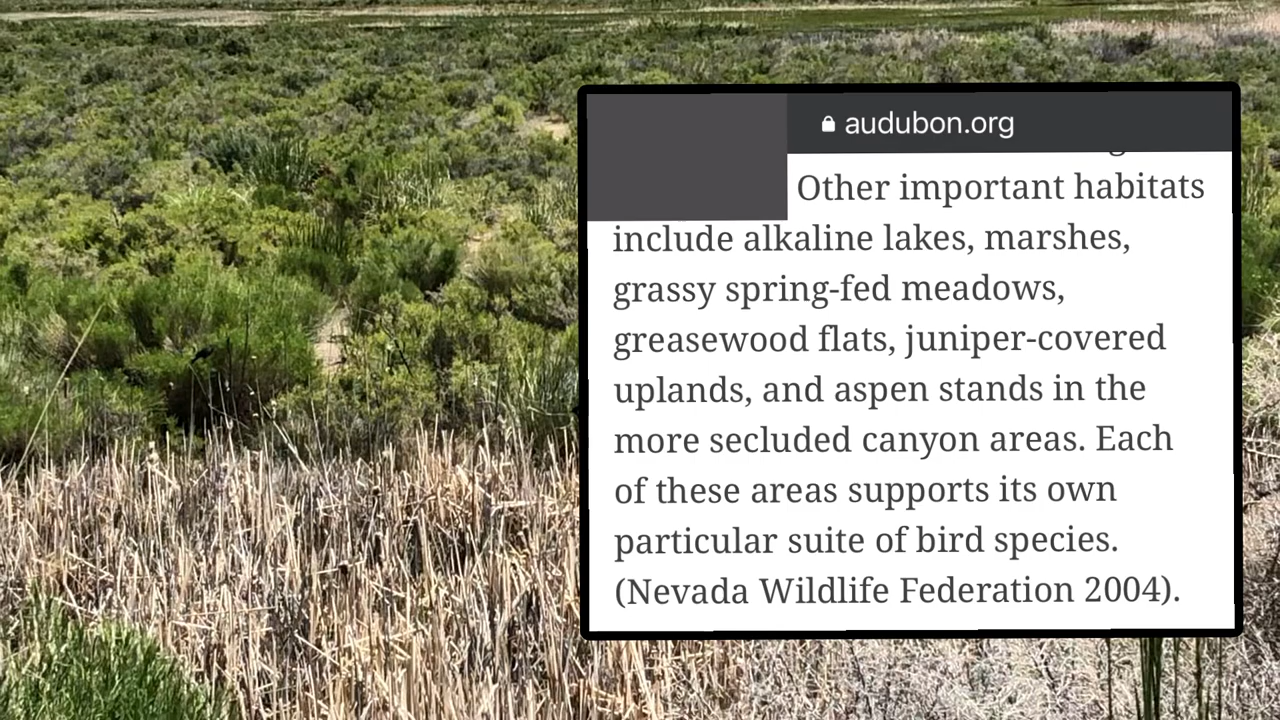 audubon.org
Other important habitats
include alkaline lakes, marshes,
grassy spring-fed meadows,
greasewood flats, juniper-covered
uplands, and aspen stands in the
more secluded canyon areas. Each
of these areas supports its own
particular suite of bird species.
(Nevada Wildlife Federation 2004).